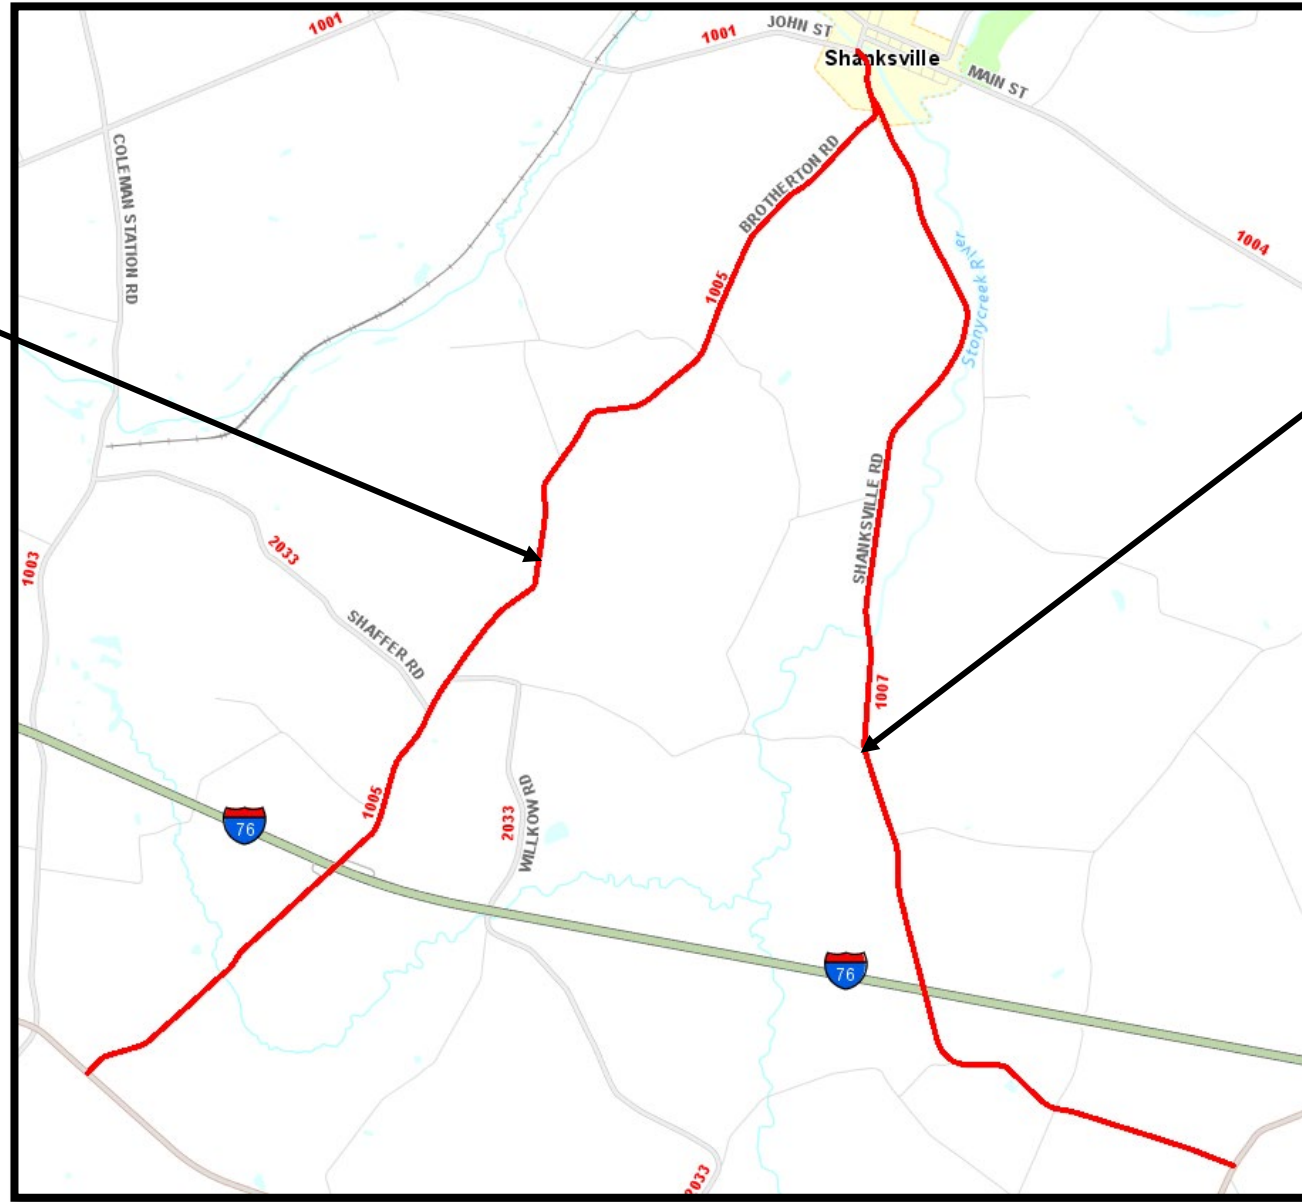 1001
JOHN ST
1001
Shanksville
MAIN ST
COLEMAN STATION RD
BROTHERTON RD
1004
Stonycreek River
1005
SHANKSVILLE RD
2033
1003
SHAFFER RD
1007
1005
76
2033
WILLKOW RD
76
2033